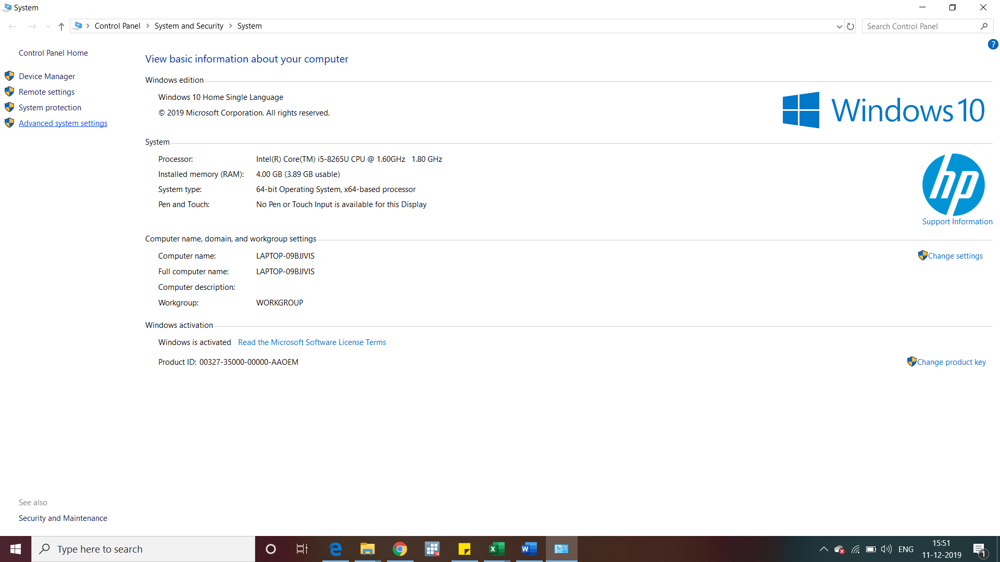 System
Control Panel > System and Security > System
Search Control Panel
?
Control Panel Home
Device Manager
Remote settings
System protection
Advanced system settings
View basic information about your computer
Windows edition
Windows 10 Home Single Language
© 2019 Microsoft Corporation. All rights reserved.
Windows 10
System
Processor: Intel(R) Core(TM) i5-8265U CPU @ 1.60GHz 1.80 GHz
Installed memory (RAM): 4.00 GB (3.89 GB usable)
System type: 64-bit Operating System, x64-based processor
Pen and Touch: No Pen or Touch Input is available for this Display
hp
Support Information
Computer name, domain, and workgroup settings
Computer name: LAPTOP-09BJJVIS
Change settings
Full computer name: LAPTOP-09BJJVIS
Computer description:
Workgroup: WORKGROUP
Windows activation
Windows is activated Read the Microsoft Software License Terms
Product ID: 00327-35000-00000-AAOEM
Change product key
See also
Security and Maintenance
Type here to search
14
X
W
ENG
15:51
11-12-2019
1